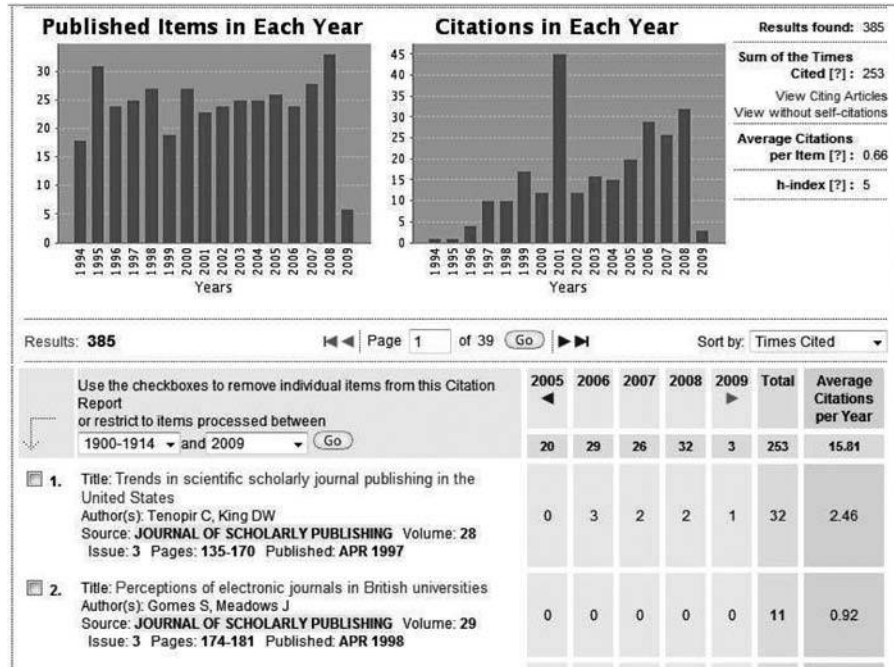 Published Items in Each Year
30
25
20
15
10
5
0
1994
1995
1996
1997
1998
1999
2000
2001
2002
2003
2004
2005
2006
2007
2008
2009
Years
Citations in Each Year
45
40
35
30
25
20
15
10
5
0
1994
1995
1996
1997
1998
1999
2000
2001
2002
2003
2004
2005
2006
2007
2008
2009
Years
Results found: 385
Sum of the Times
Cited [?] : 253
View Citing Articles
View without self-citations
Average Citations
per Item [?] : 0.66
h-index [?] : 5
Results: 385
Page 1 of 39 Go
Sort by: Times Cited
Use the checkboxes to remove individual items from this Citation
Report
or restrict to items processed between
1900-1914 and 2009 Go
2005 2006 2007 2008 2009 Total Average
Citations
per Year
20 29 26 32 3 253 15.81
1. Title: Trends in scientific scholarly journal publishing in the
United States
Author(s): Tenopir C, King DW
Source: JOURNAL OF SCHOLARLY PUBLISHING Volume: 28
Issue: 3 Pages: 135-170 Published: APR 1997
0 3 2 2 1 32 2.46
2. Title: Perceptions of electronic journals in British universities
Author(s): Gomes S, Meadows J
Source: JOURNAL OF SCHOLARLY PUBLISHING Volume: 29
Issue: 3 Pages: 174-181 Published: APR 1998
0 0 0 0 0 11 0.92